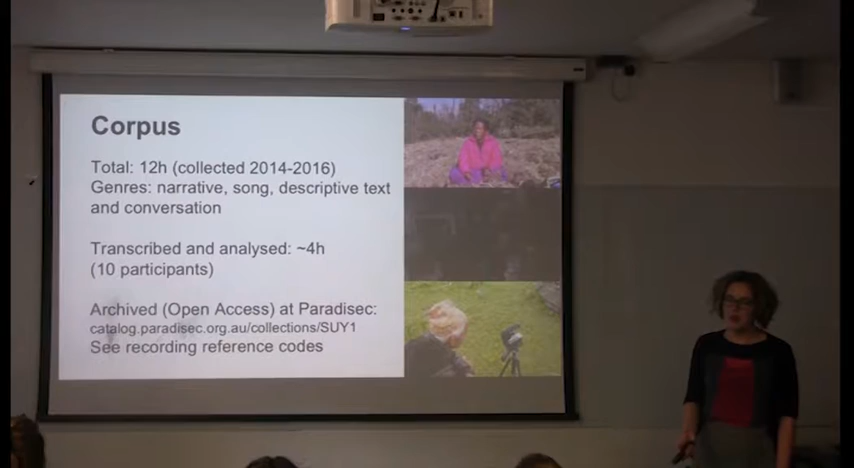 Corpus
Total: 12h (collected 2014-2016)
Genres: narrative, song, descriptive text
and conversation
Transcribed and analysed: ~4h
(10 participants)
Archived (Open Access) at Paradisec:
catalog.paradisec.org.au/collections/SUY1
See recording reference codes